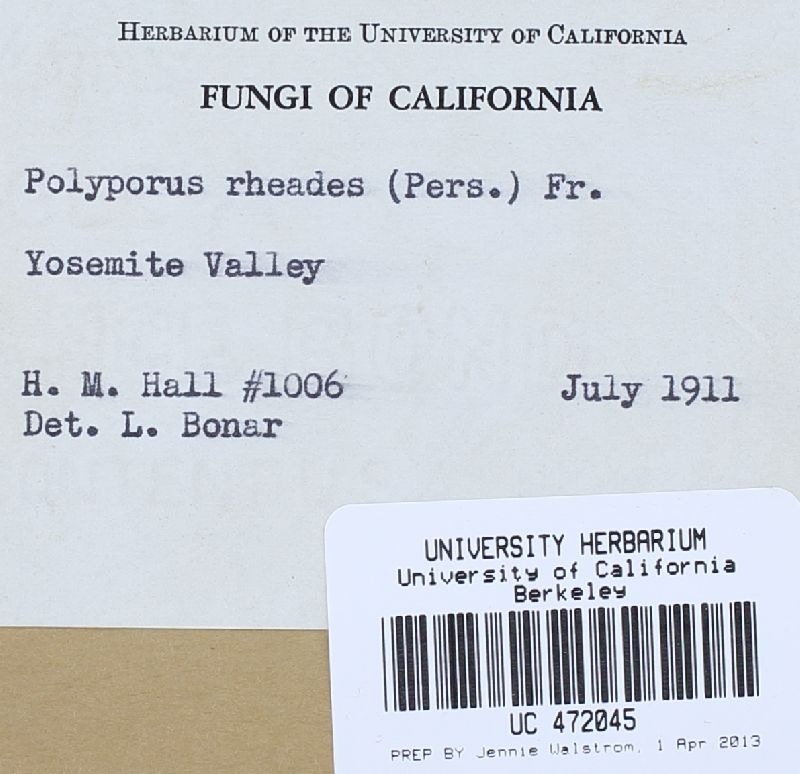 HERBARIUM OF THE UNIVERSITY OF CALIFORNIA
FUNGI OF CALIFORNIA
Polyporus rheades (Pers.) Fr.
Yosemite Valley
H. M. Hall #1006 July 1911
Det. L. Bonar
UNIVERSITY HERBARIUM
University of California
Berkeley
UC 472045
PREP BY Jennie Walstrom, 1 Apr 2013